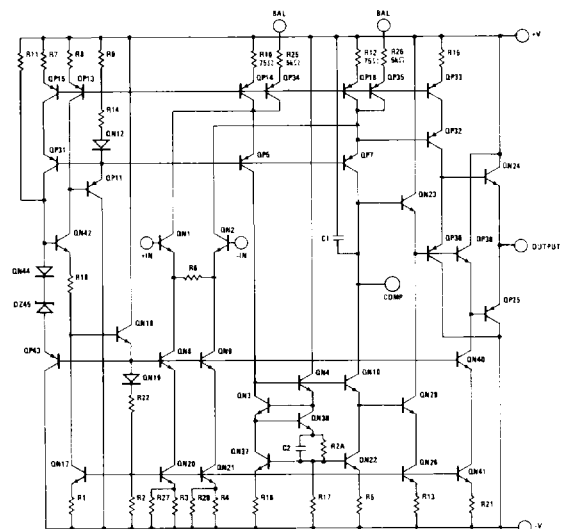 BAL
BAL
+V
R11
R7
R8
R9
R10
75Ω
R25
5kΩ
R12
75Ω
R26
5kΩ
R15
QP15
QP13
QP14
QP34
QP18
QP35
QP33
R14
QN12
QP32
QP31
QP11
QP5
QP7
QN24
QN23
QN42
QN1
QN2
+IN
-IN
C1
QP36
QP38
OUTPUT
QN44
R18
R6
COMP
DZ45
QP25
QN18
QP43
QN8
QN9
QN40
QN19
QN4
QN10
R22
QN3
QN38
QN29
C2
R2A
QN37
QN22
QN17
QN20
QN21
QN26
QN41
R1
R2
R27
R3
R28
R4
R16
R17
R5
R13
R21
-V